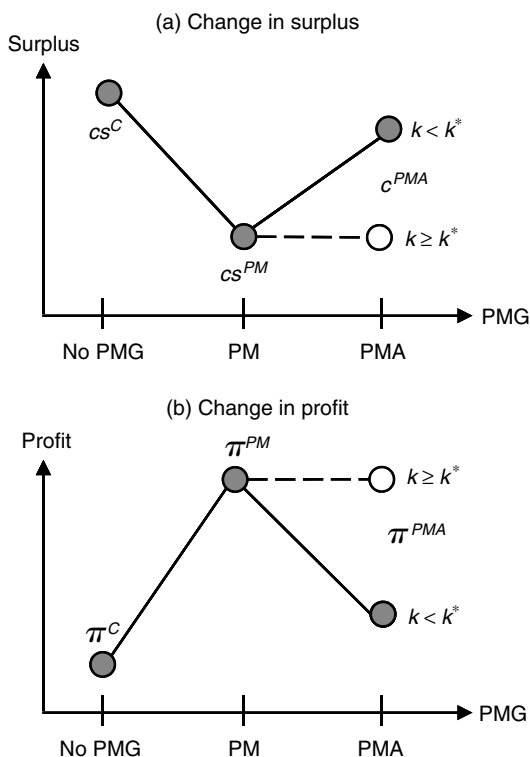 (a) Change in surplus
Surplus
cs^C
k < k^*
c^PMA
k ≥ k^*
cs^PM
PMG
No PMG PM PMA
(b) Change in profit
Profit
π^PM
k ≥ k^*
π^PMA
k < k^*
π^C
PMG
No PMG PM PMA